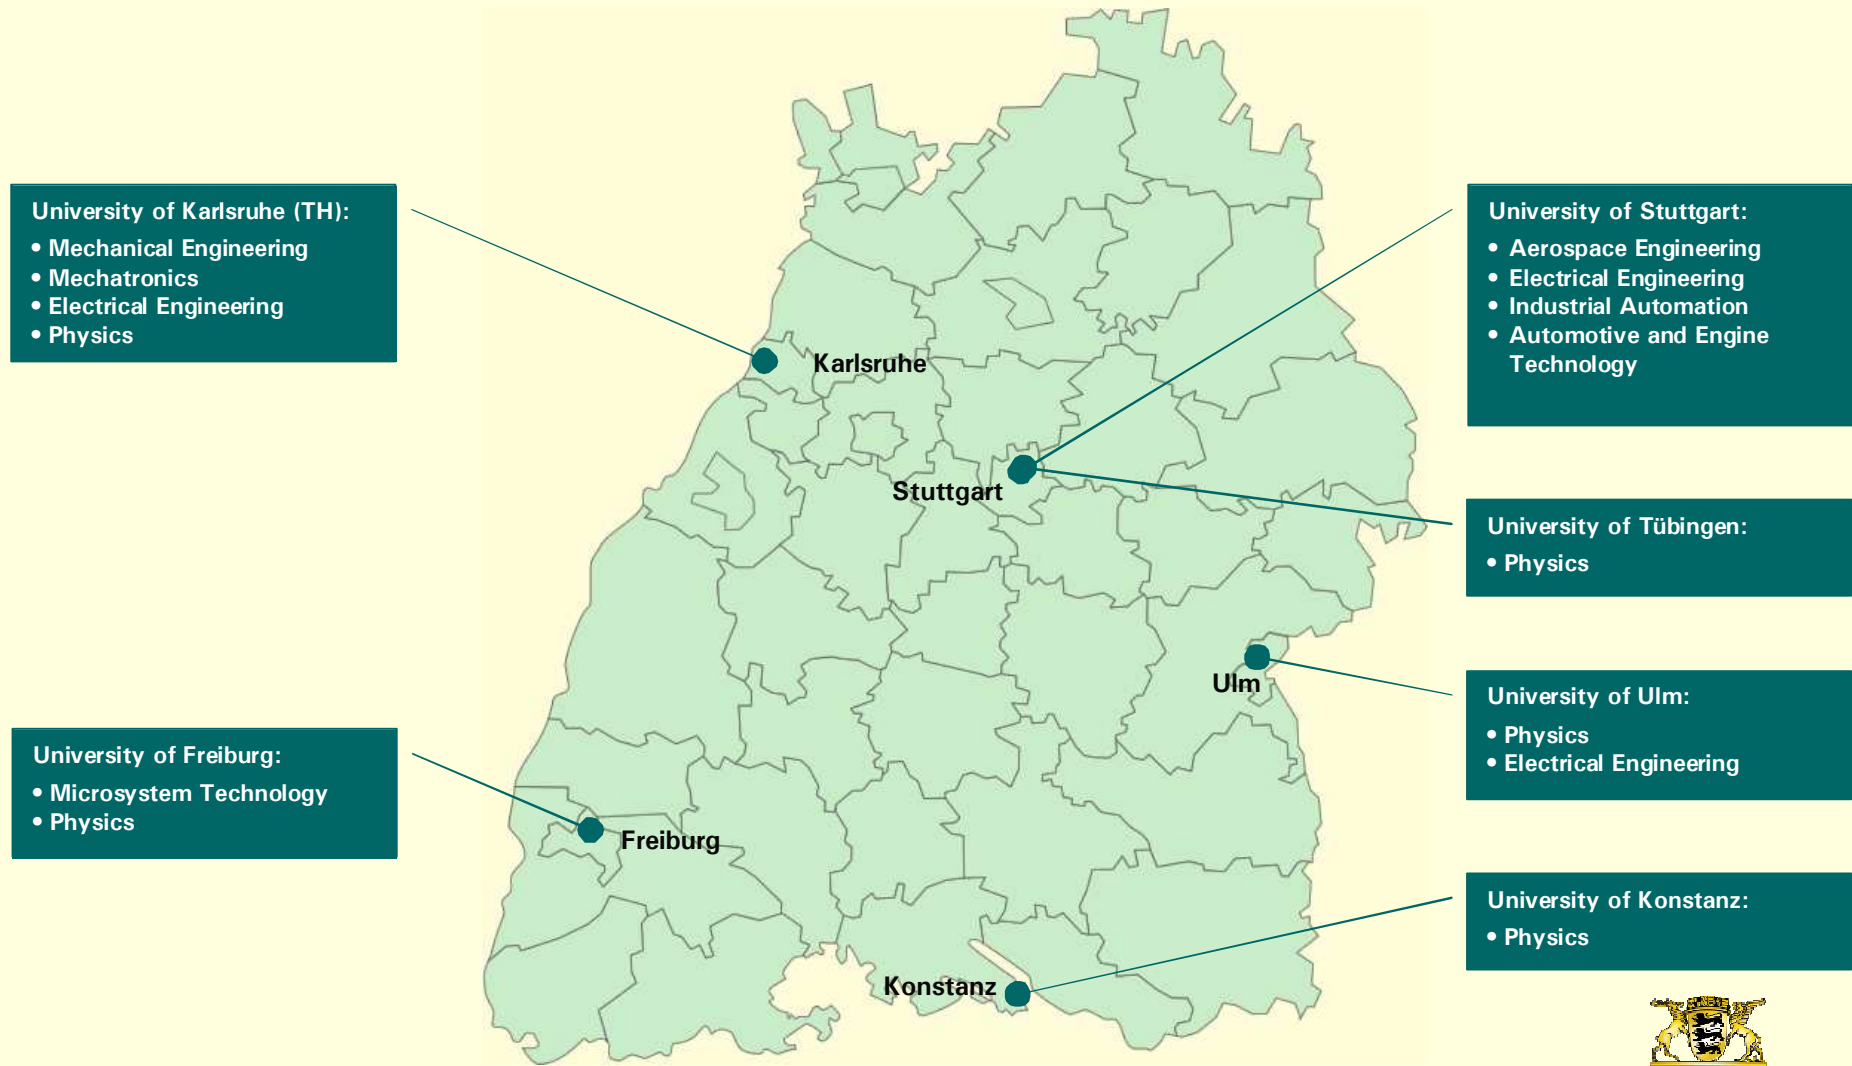 University of Karlsruhe (TH):
• Mechanical Engineering
• Mechatronics
• Electrical Engineering
• Physics
University of Freiburg:
• Microsystem Technology
• Physics
Karlsruhe
Stuttgart
Ulm
Freiburg
Konstanz
University of Stuttgart:
• Aerospace Engineering
• Electrical Engineering
• Industrial Automation
• Automotive and Engine
Technology
University of Tübingen:
• Physics
University of Ulm:
• Physics
• Electrical Engineering
University of Konstanz:
• Physics